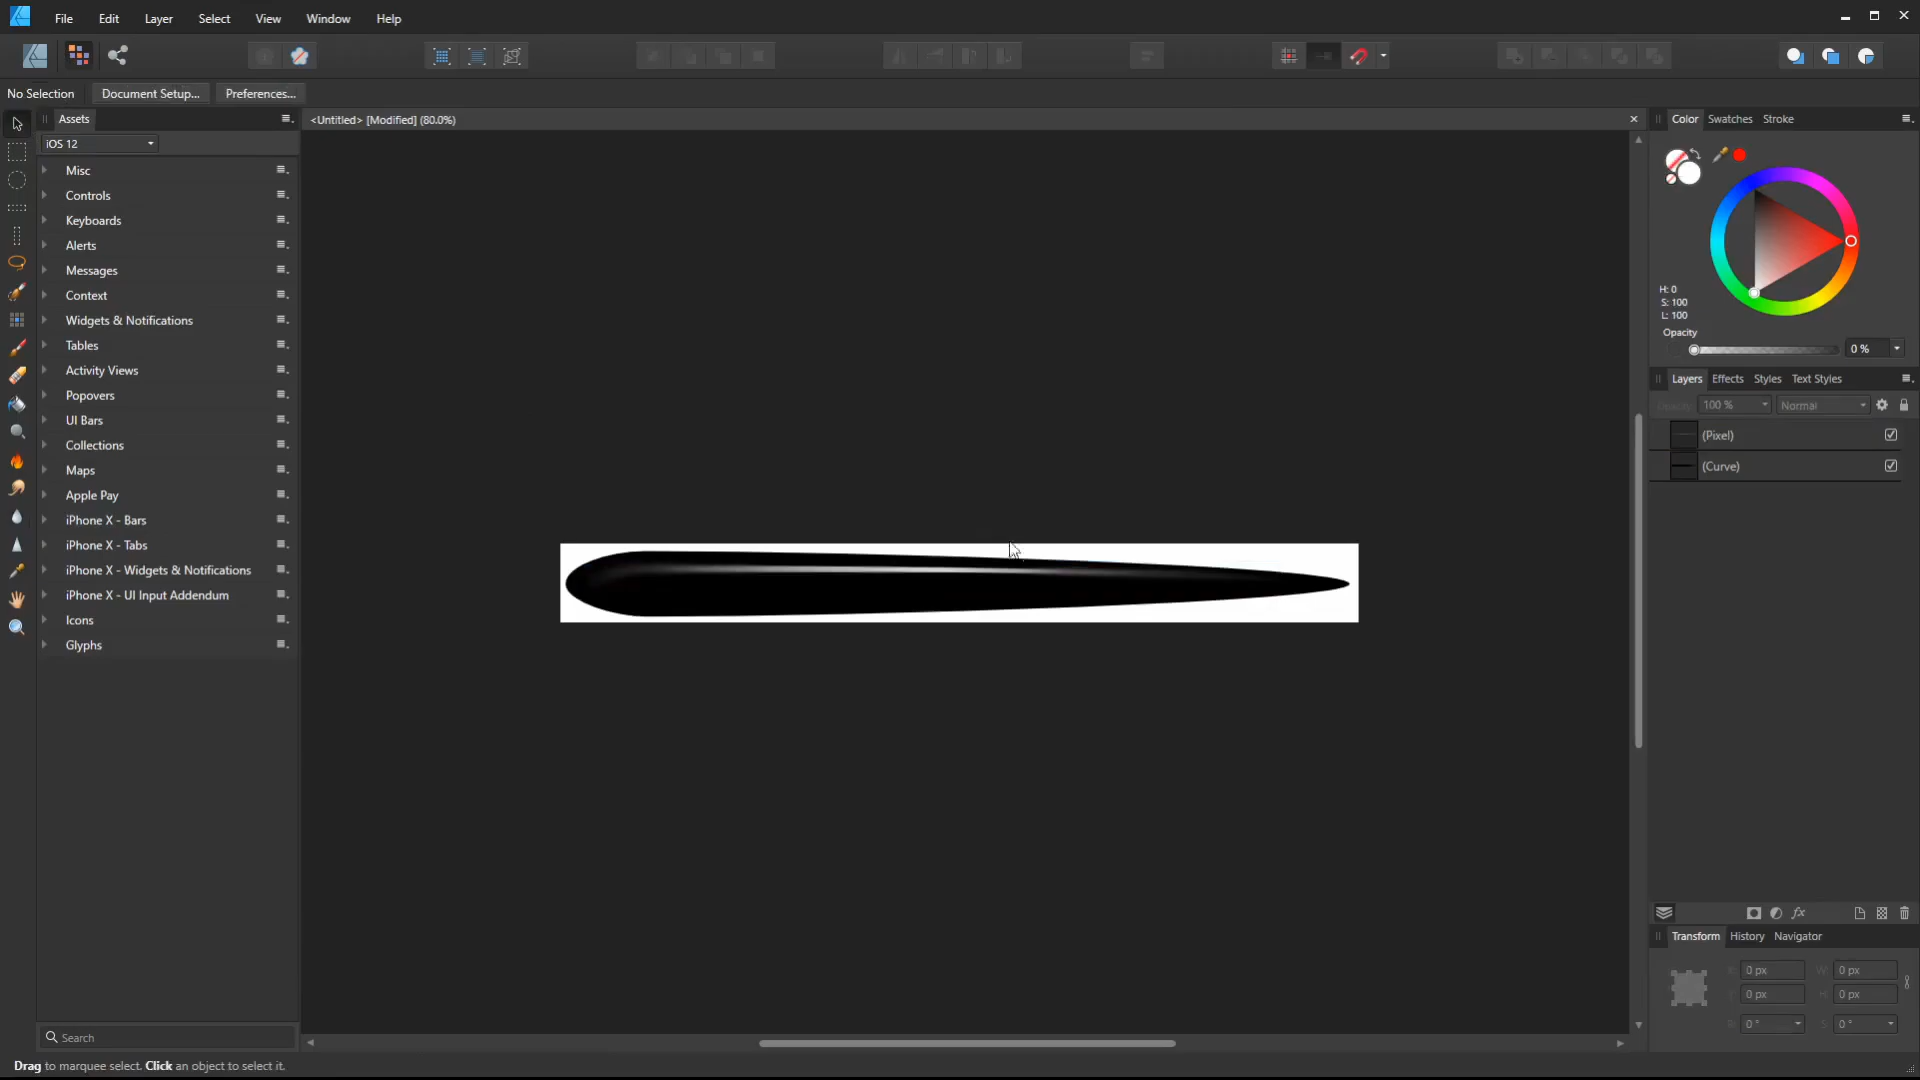 File Edit Layer Select View Window Help
No Selection Document Setup... Preferences...
Assets
<Untitled> [Modified] (80.0%)
Color Swatches Stroke
iOS 12
Misc
Controls
Keyboards
Alerts
Messages
Context
Widgets & Notifications
Tables
Activity Views
Popovers
UI Bars
Collections
Maps
Apple Pay
iPhone X - Bars
iPhone X - Tabs
iPhone X - Widgets & Notifications
iPhone X - UI Input Addendum
Icons
Glyphs
Search
H: 0
S: 100
L: 100
Opacity
0 %
Layers Effects Styles Text Styles
Opacity: 100 % Normal
(Pixel)
(Curve)
Transform History Navigator
0 px W: 0 px
0 px H: 0 px
R: 0 ° S: 0 °
Drag to marquee select. Click an object to select it.